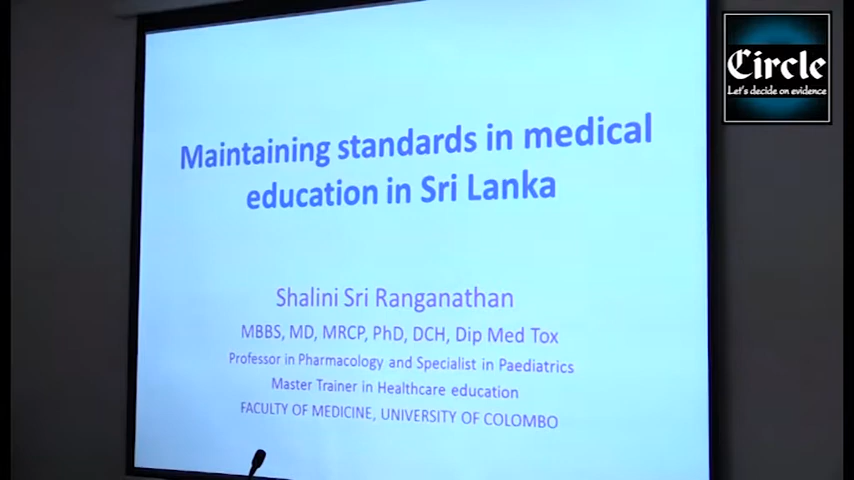 Maintaining standards in medical
education in Sri Lanka
Shalini Sri Ranganathan
MBBS, MD, MRCP, PhD, DCH, Dip Med Tox
Professor in Pharmacology and Specialist in Paediatrics
Master Trainer in Healthcare education
FACULTY OF MEDICINE, UNIVERSITY OF COLOMBO
Circle
Let's decide on evidence